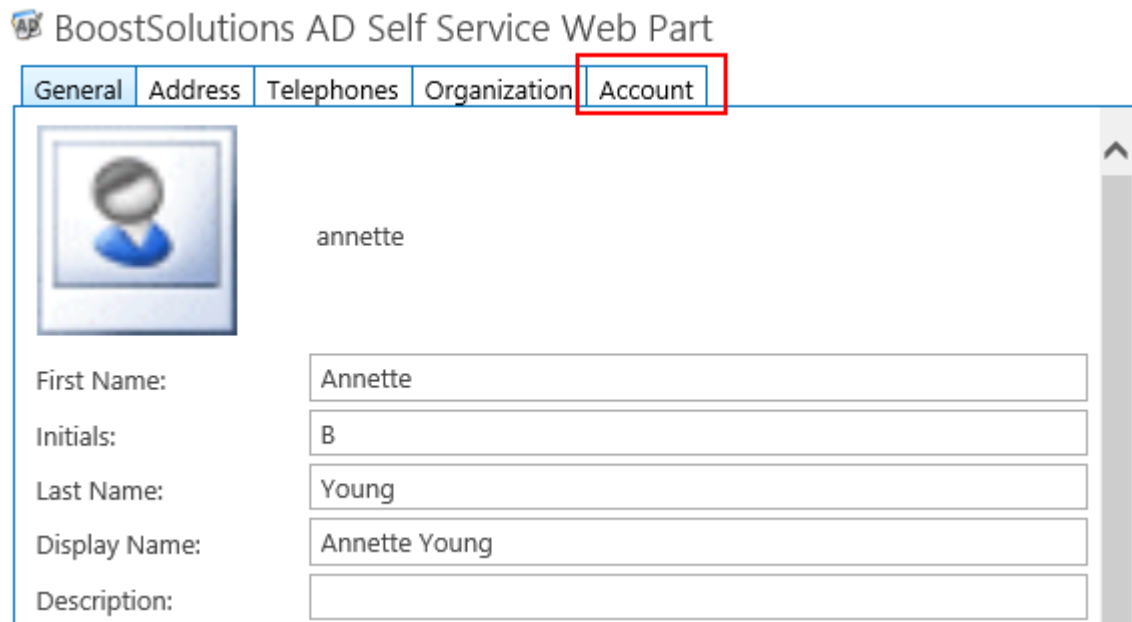 AD BoostSolutions AD Self Service Web Part
General Address Telephones Organization Account
annette
First Name: Annette
Initials: B
Last Name: Young
Display Name: Annette Young
Description: